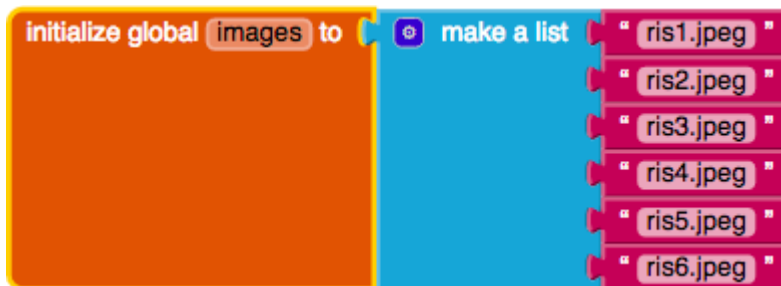 initialize global images to make a list " ris1.jpeg "
" ris2.jpeg "
" ris3.jpeg "
" ris4.jpeg "
" ris5.jpeg "
" ris6.jpeg "